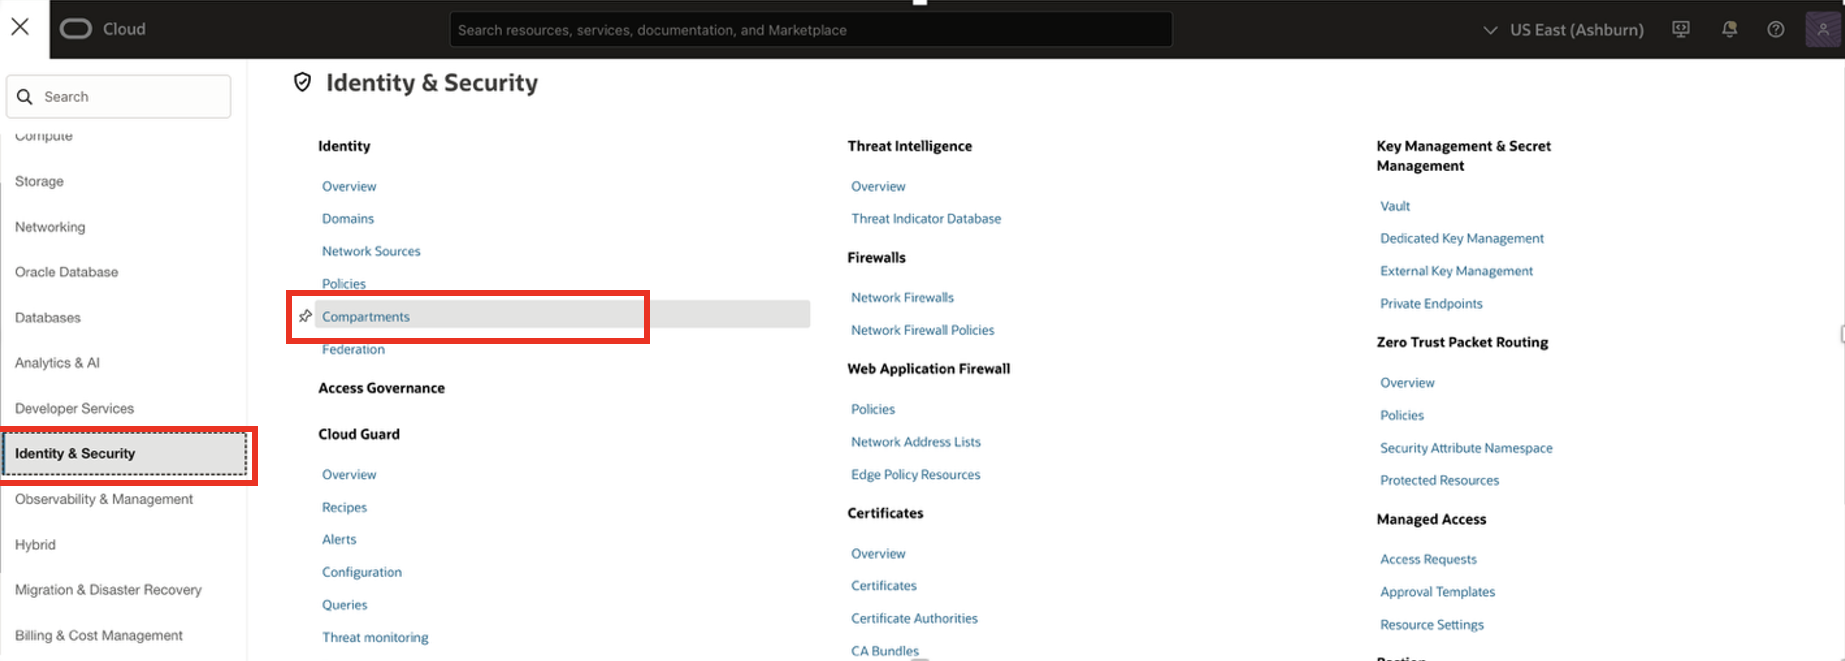 Cloud
Search resources, services, documentation, and Marketplace
US East (Ashburn)
Search
Compute
Storage
Networking
Oracle Database
Databases
Analytics & AI
Developer Services
Identity & Security
Observability & Management
Hybrid
Migration & Disaster Recovery
Billing & Cost Management
Identity & Security
Identity
Overview
Domains
Network Sources
Policies
Compartments
Federation
Access Governance
Cloud Guard
Overview
Recipes
Alerts
Configuration
Queries
Threat monitoring
Threat Intelligence
Overview
Threat Indicator Database
Firewalls
Network Firewalls
Network Firewall Policies
Web Application Firewall
Policies
Network Address Lists
Edge Policy Resources
Certificates
Overview
Certificates
Certificate Authorities
CA Bundles
Key Management & Secret
Management
Vault
Dedicated Key Management
External Key Management
Private Endpoints
Zero Trust Packet Routing
Overview
Policies
Security Attribute Namespace
Protected Resources
Managed Access
Access Requests
Approval Templates
Resource Settings